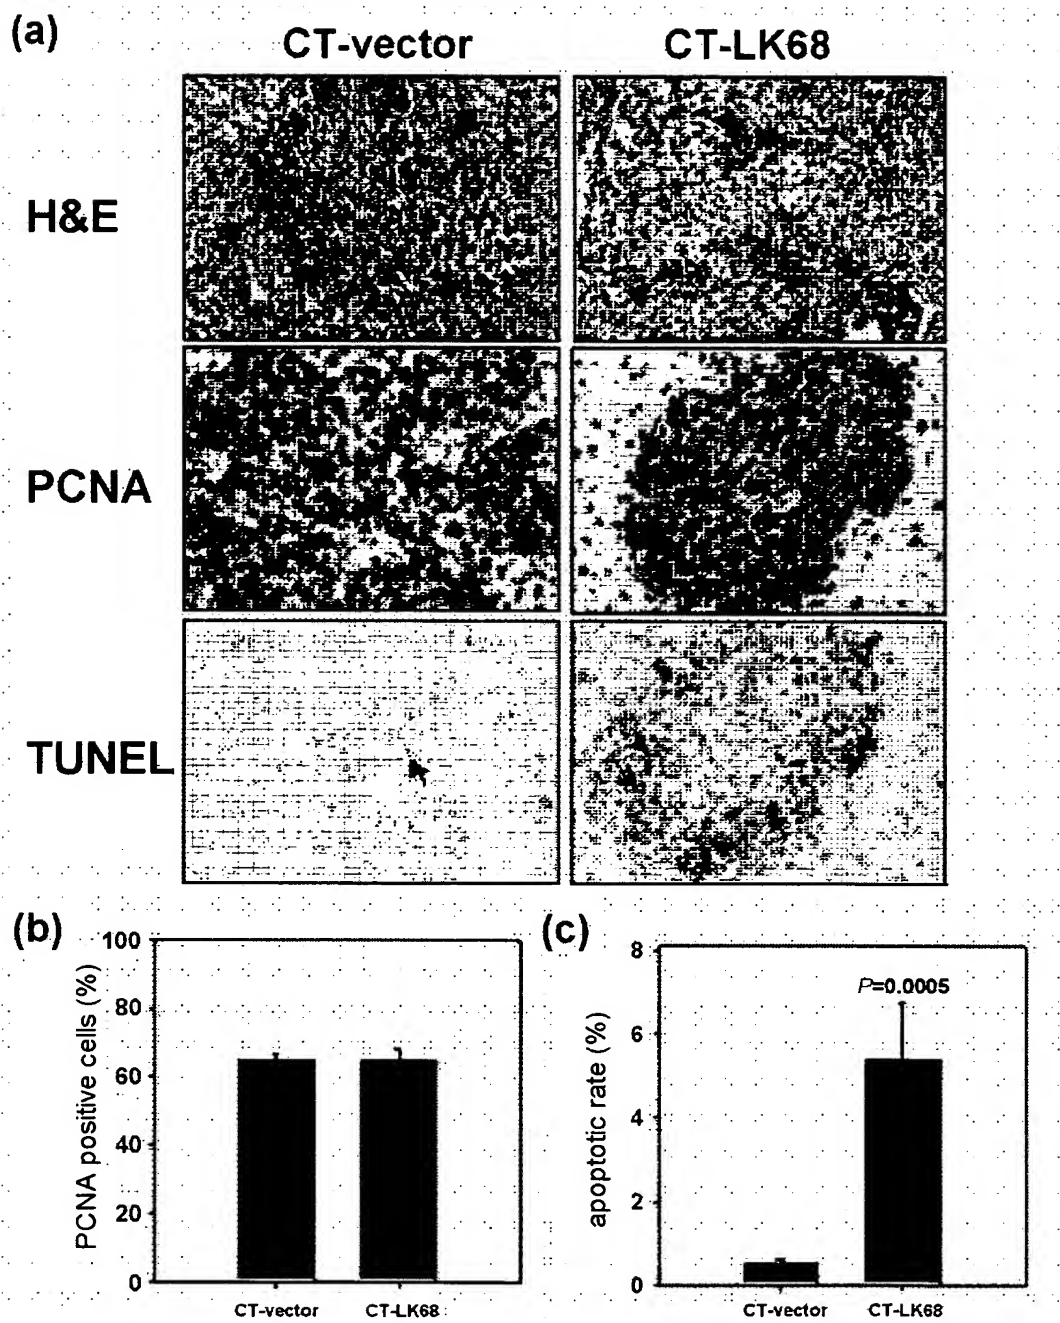 (a)
CT-vector CT-LK68
H&E
PCNA
TUNEL
(b)
PCNA positive cells (%)
100
80
60
40
20
0
CT-vector CT-LK68
(c)
apoptotic rate (%)
8
6
4
2
0
P=0.0005
CT-vector CT-LK68